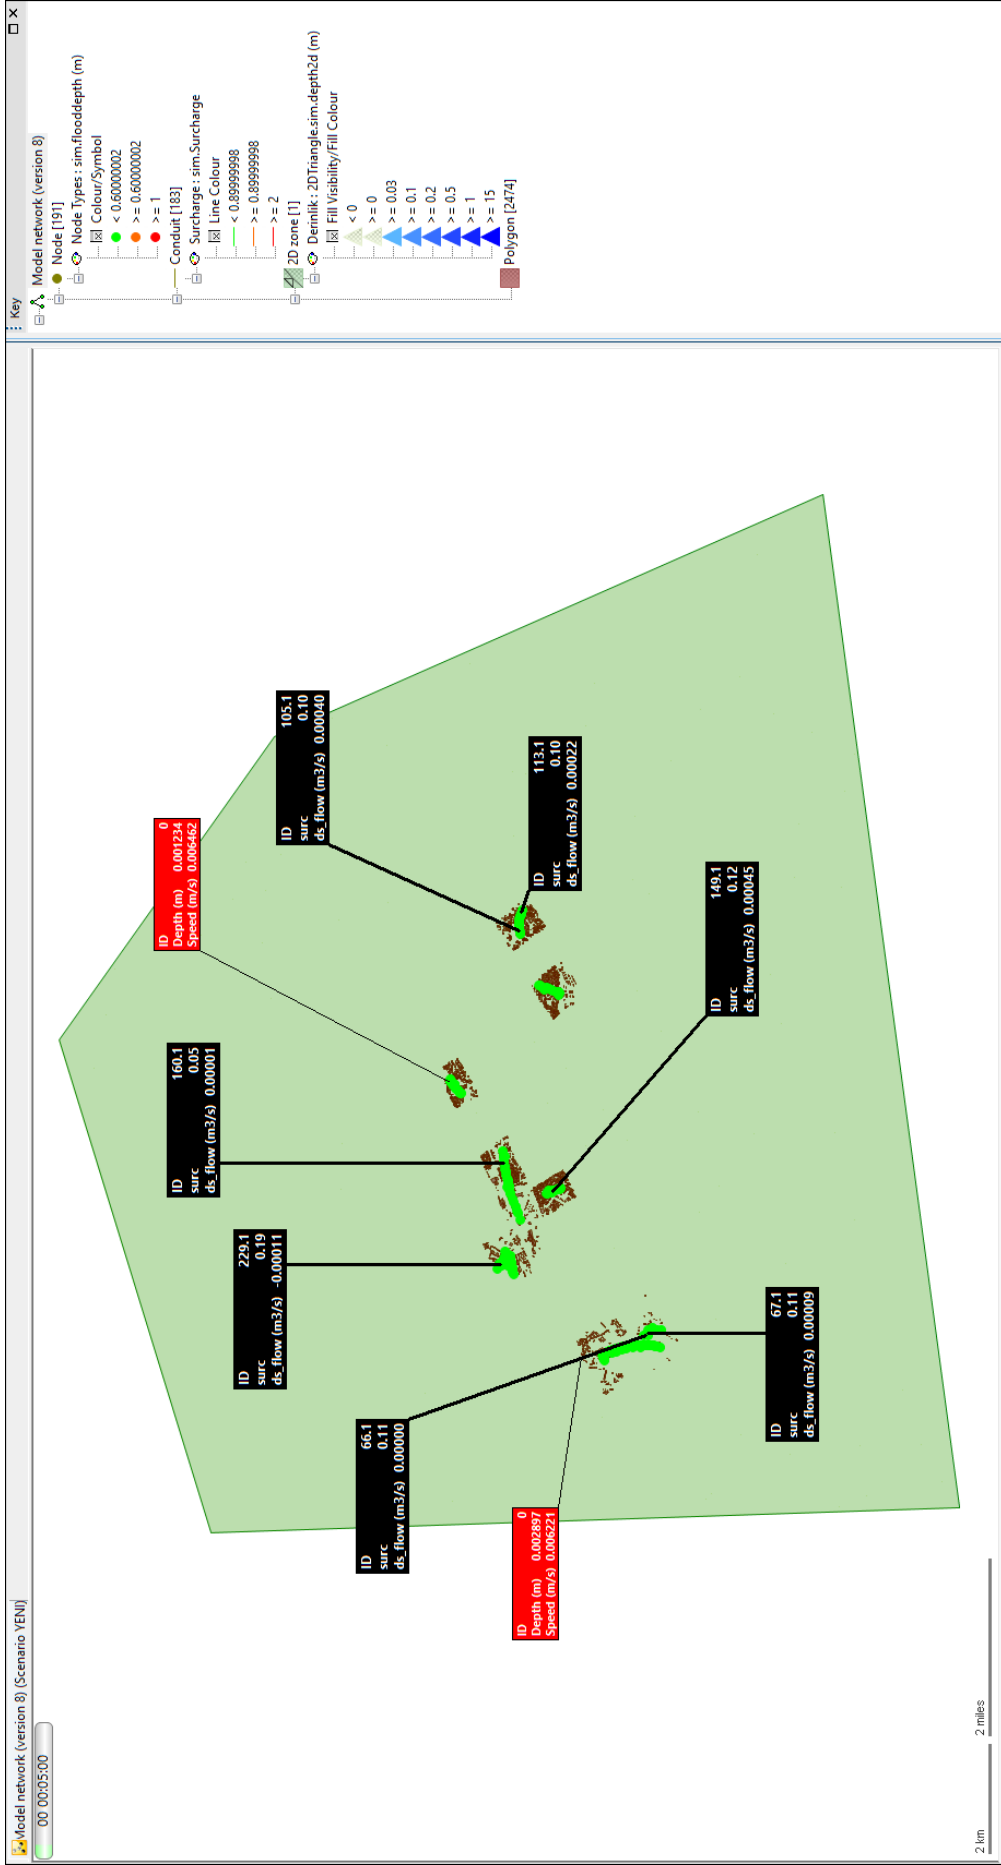 Model network (version 8) (Scenario YENI)
00 00:05:00
ID 66.1
surc 0.11
ds_flow (m3/s) 0.00000
ID 229.1
surc 0.19
ds_flow (m3/s) -0.00011
ID 160.1
surc 0.05
ds_flow (m3/s) 0.00001
ID 0
Depth (m) 0.001234
Speed (m/s) 0.006462
ID 105.1
surc 0.10
ds_flow (m3/s) 0.00040
ID 0
Depth (m) 0.002897
Speed (m/s) 0.006221
ID 113.1
surc 0.10
ds_flow (m3/s) 0.00022
ID 149.1
surc 0.12
ds_flow (m3/s) 0.00045
ID 67.1
surc 0.11
ds_flow (m3/s) 0.00009
2 km
2 miles
Key
Model network (version 8)
Node [191]
Node Types : sim.flooddepth (m)
Colour/Symbol
< 0.60000002
>= 0.60000002
>= 1
Conduit [183]
Surcharge : sim.Surcharge
Line Colour
< 0.89999998
>= 0.89999998
>= 2
2D zone [1]
Derinlik : 2DTriangle.sim.depth2d (m)
Fill Visibility/Fill Colour
< 0
>= 0
>= 0.03
>= 0.1
>= 0.2
>= 0.5
>= 1
>= 15
Polygon [2474]